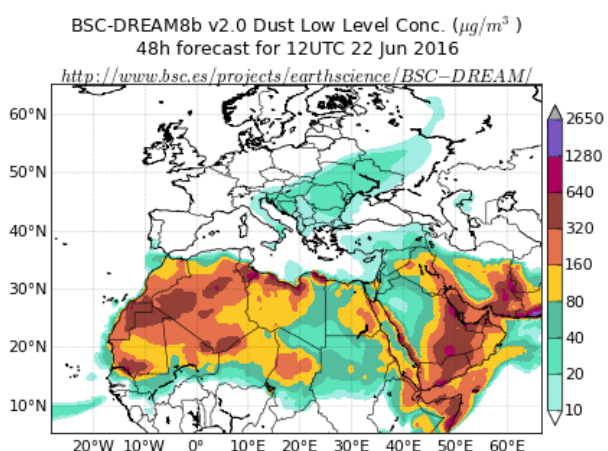 BSC-DREAM8b v2.0 Dust Low Level Conc. (μg/m³ )
48h forecast for 12UTC 22 Jun 2016
http://www.bsc.es/projects/earthscience/BSC−DREAM/
60°N
50°N
40°N
30°N
20°N
10°N
20°W 10°W 0° 10°E 20°E 30°E 40°E 50°E 60°E
2650
1280
640
320
160
80
40
20
10